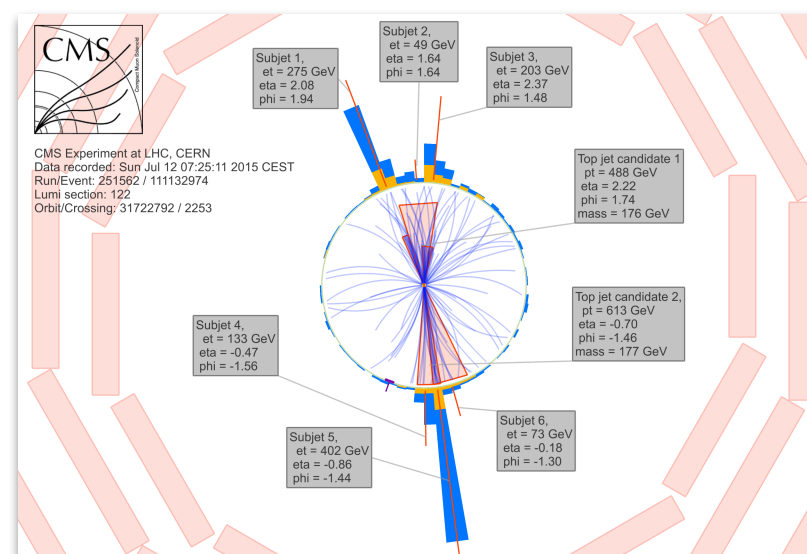 CMS
Compact Muon Solenoid
CMS Experiment at LHC, CERN
Data recorded: Sun Jul 12 07:25:11 2015 CEST
Run/Event: 251562 / 111132974
Lumi section: 122
Orbit/Crossing: 31722792 / 2253
Subjet 1,
et = 275 GeV
eta = 2.08
phi = 1.94
Subjet 2,
et = 49 GeV
eta = 1.64
phi = 1.64
Subjet 3,
et = 203 GeV
eta = 2.37
phi = 1.48
Top jet candidate 1
pt = 488 GeV
eta = 2.22
phi = 1.74
mass = 176 GeV
Top jet candidate 2,
pt = 613 GeV
eta = -0.70
phi = -1.46
mass = 177 GeV
Subjet 4,
et = 133 GeV
eta = -0.47
phi = -1.56
Subjet 5,
et = 402 GeV
eta = -0.86
phi = -1.44
Subjet 6,
et = 73 GeV
eta = -0.18
phi = -1.30